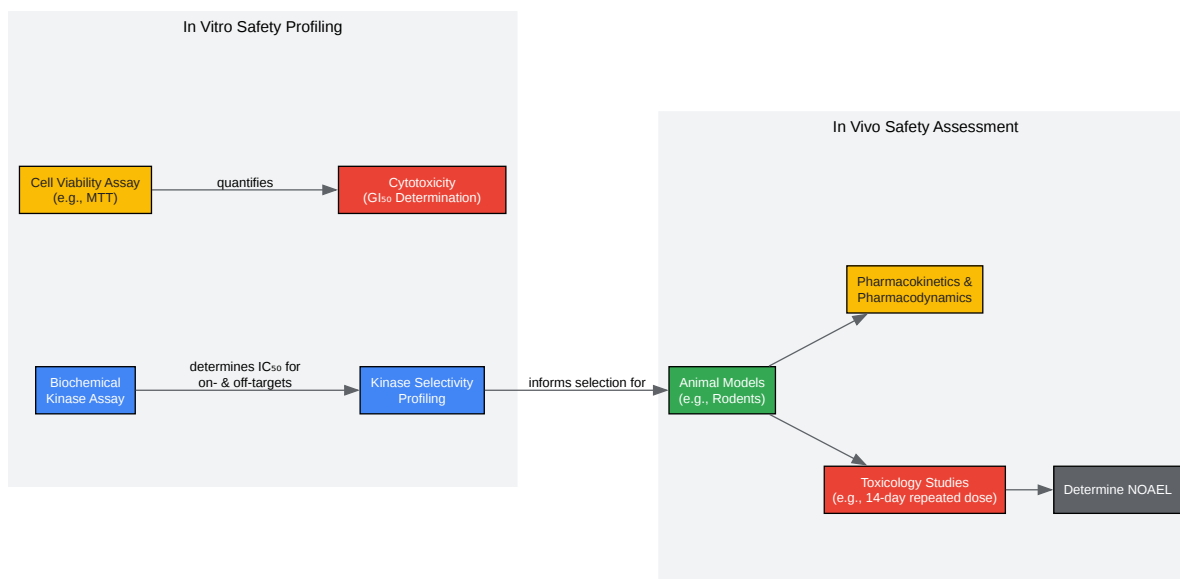 In Vitro Safety Profiling
Cell Viability Assay
(e.g., MTT)
quantifies
Cytotoxicity
(GI₅₀ Determination)
Biochemical
Kinase Assay
determines IC₅₀ for
on- & off-targets
Kinase Selectivity
Profiling
informs selection for
In Vivo Safety Assessment
Animal Models
(e.g., Rodents)
Pharmacokinetics &
Pharmacodynamics
Toxicology Studies
(e.g., 14-day repeated dose)
Determine NOAEL